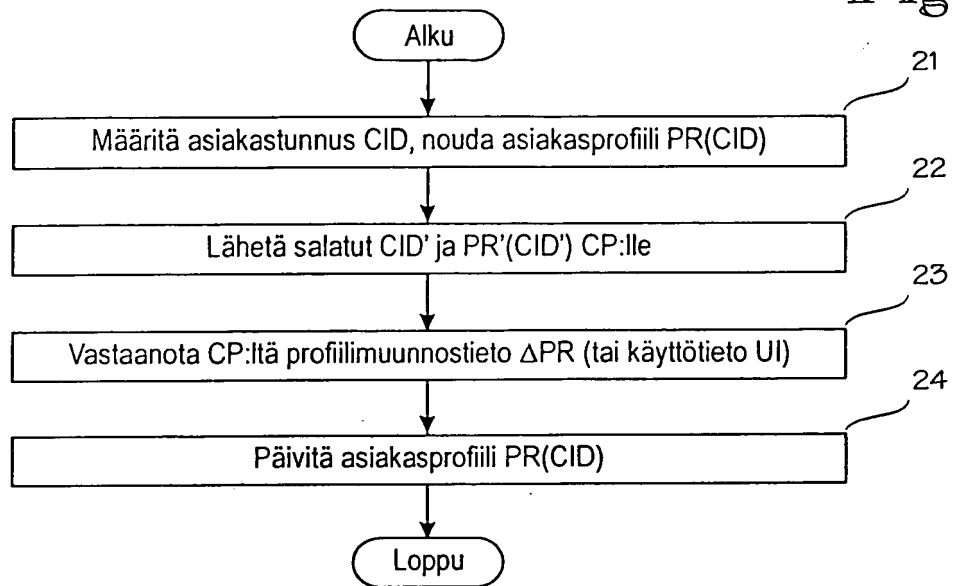 Alku
21
Määritä asiakastunnus CID, nouda asiakasprofiili PR(CID)
22
Lähetä salatut CID' ja PR'(CID') CP:lle
23
Vastaanota CP:ltä profiilimuunnostieto ΔPR (tai käyttötieto UI)
24
Päivitä asiakasprofiili PR(CID)
Loppu